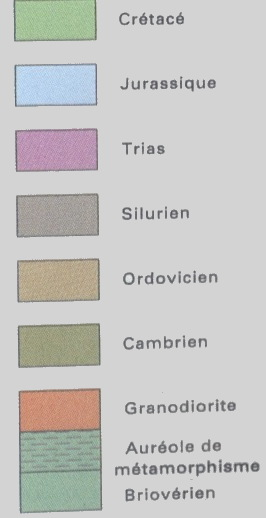 Crétacé
Jurassique
Trias
Silurien
Ordovicien
Cambrien
Granodiorite
Auréole de
métamorphisme
Briovérien